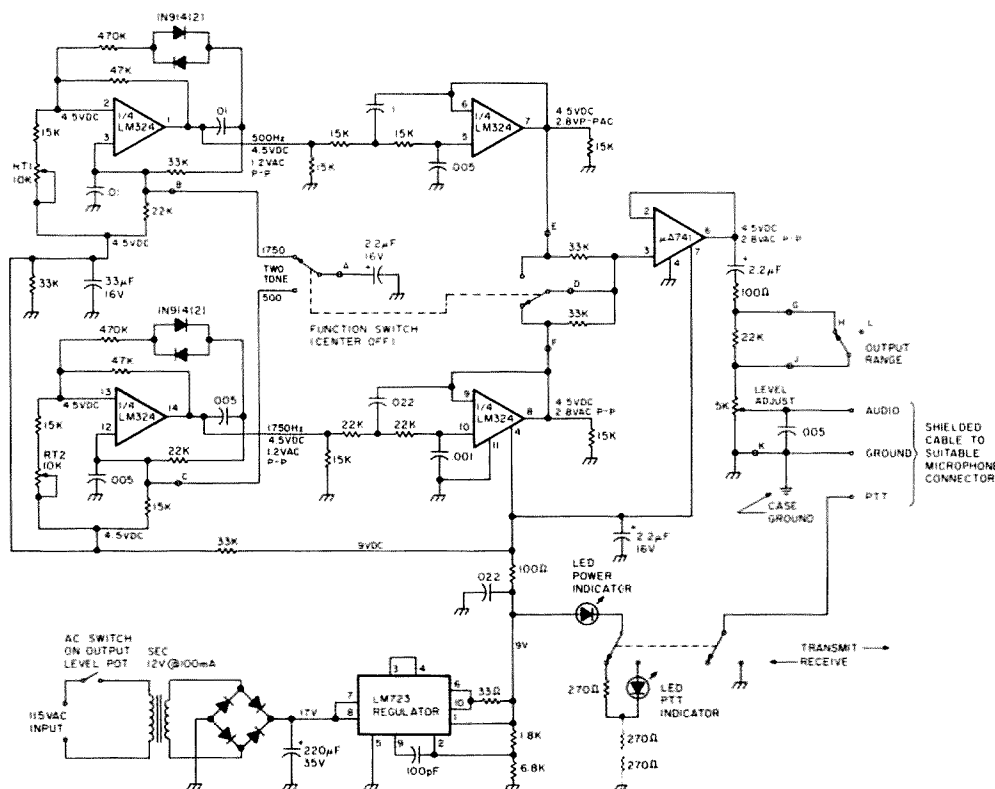 IN914(2)
470K
47K
4.5VDC
2
3
1/4
LM324
1
.01
15K
RT1
10K
.01
33K
B
22K
4.5VDC
500Hz
4.5VDC
1.2VAC
P-P
15K
15K
15K
.1
.005
6
5
1/4
LM324
7
4.5VDC
2.8VP-PAC
15K
33K
33µF
16V
1750
TWO
TONE
500
A
2.2µF
16V
FUNCTION SWITCH
(CENTER OFF)
E
33K
D
33K
F
2
3
µA741
6
7
4
4.5VDC
2.8VAC P-P
2.2µF
100Ω
G
22K
H
L
OUTPUT
RANGE
J
5K
LEVEL
ADJUST
.005
K
AUDIO
GROUND
PTT
SHIELDED
CABLE TO
SUITABLE
MICROPHONE
CONNECTOR
CASE
GROUND
IN914(2)
470K
47K
4.5VDC
13
12
1/4
LM324
14
.005
15K
RT2
10K
.005
22K
C
15K
4.5VDC
1750Hz
4.5VDC
1.2VAC
P-P
15K
22K
22K
.022
.001
9
10
1/4
LM324
8
4
11
4.5VDC
2.8VAC P-P
15K
33K
9VDC
2.2µF
16V
100Ω
.022
LED
POWER
INDICATOR
9V
270Ω
LED
PTT
INDICATOR
270Ω
270Ω
TRANSMIT
RECEIVE
AC SWITCH
ON OUTPUT
LEVEL POT
SEC
12V@100mA
115VAC
INPUT
17V
220µF
35V
3
4
7
8
LM723
REGULATOR
6
10
1
5
9
2
33Ω
100pF
1.8K
6.8K